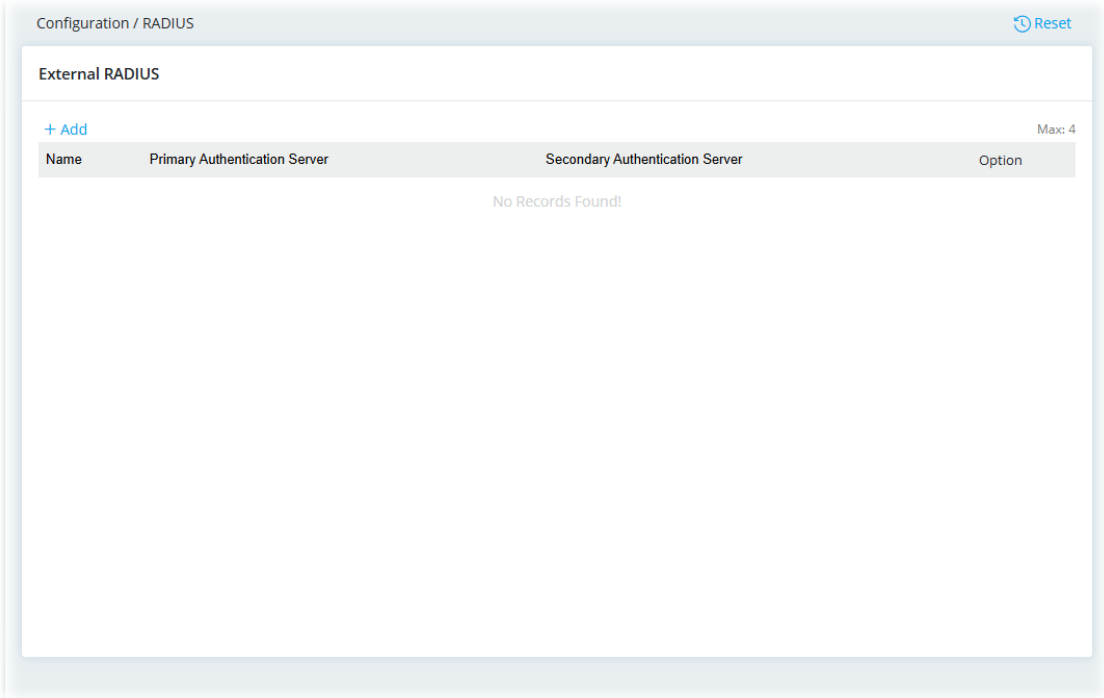 Configuration / RADIUS Reset
External RADIUS
+ Add Max: 4
Name Primary Authentication Server Secondary Authentication Server Option
No Records Found!